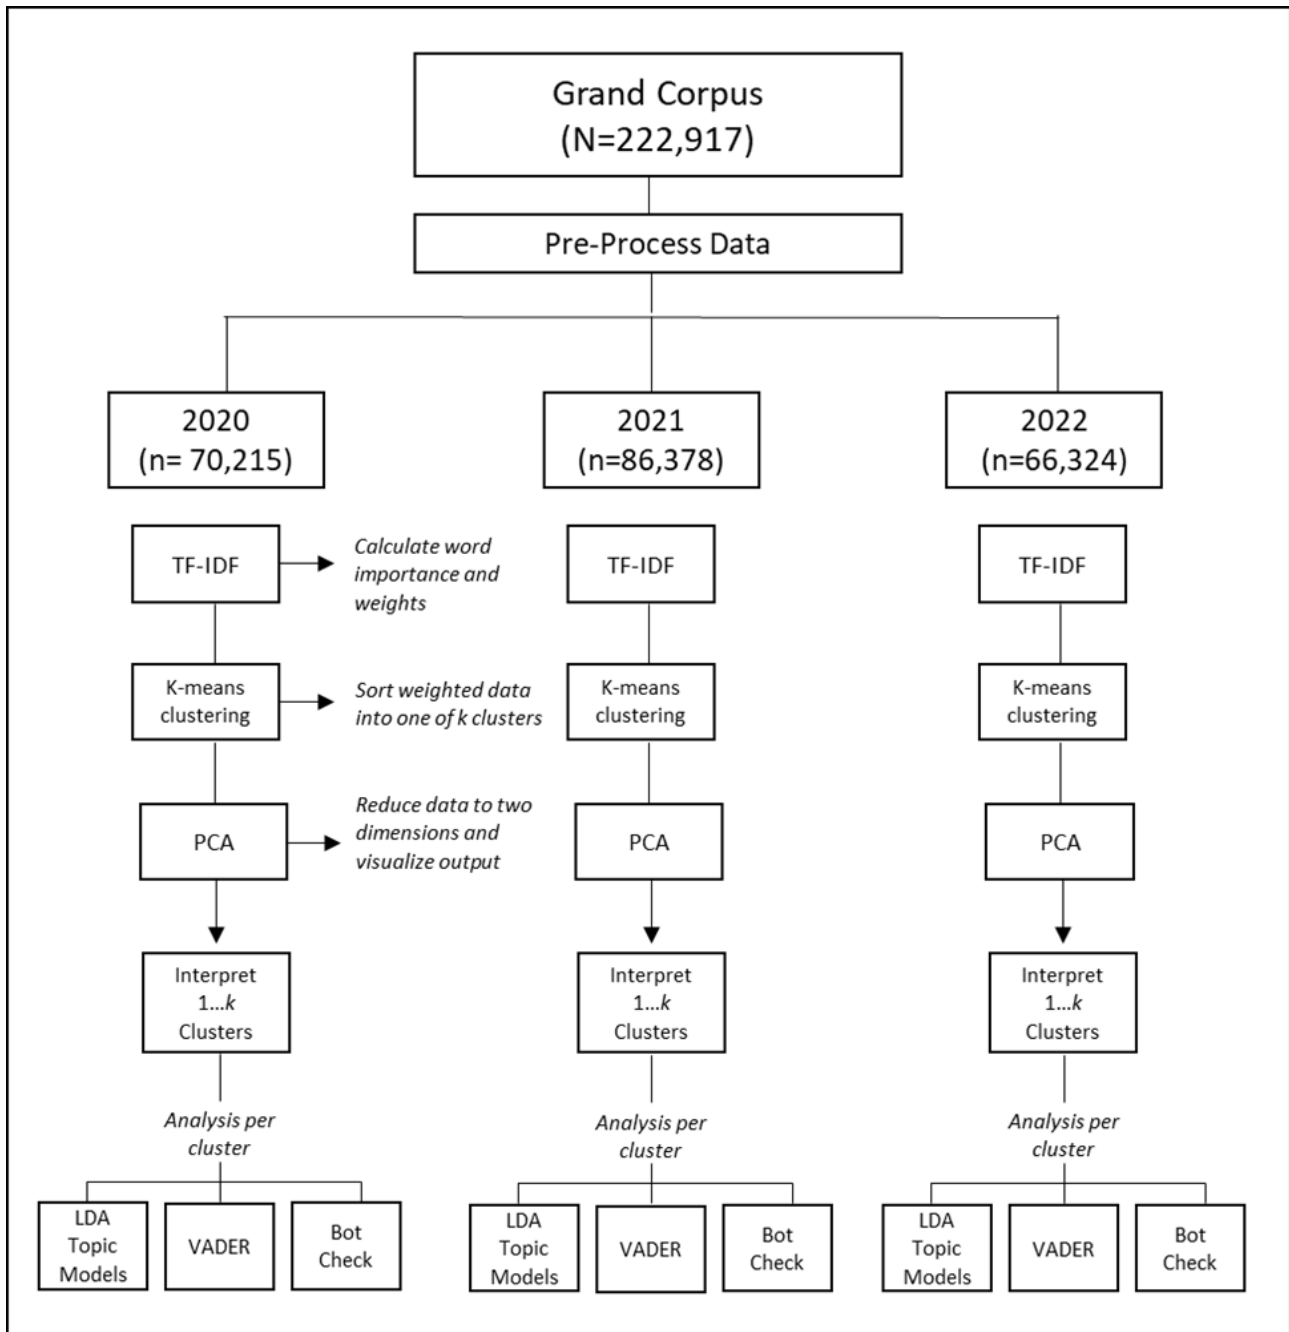 Grand Corpus
(N=222,917)
Pre-Process Data
2020
(n= 70,215)
2021
(n=86,378)
2022
(n=66,324)
TF-IDF
Calculate word
importance and
weights
TF-IDF
TF-IDF
K-means
clustering
Sort weighted data
into one of k clusters
K-means
clustering
K-means
clustering
PCA
Reduce data to two
dimensions and
visualize output
PCA
PCA
Interpret
1...k
Clusters
Interpret
1...k
Clusters
Interpret
1...k
Clusters
Analysis per
cluster
Analysis per
cluster
Analysis per
cluster
LDA
Topic
Models
VADER
Bot
Check
LDA
Topic
Models
VADER
Bot
Check
LDA
Topic
Models
VADER
Bot
Check